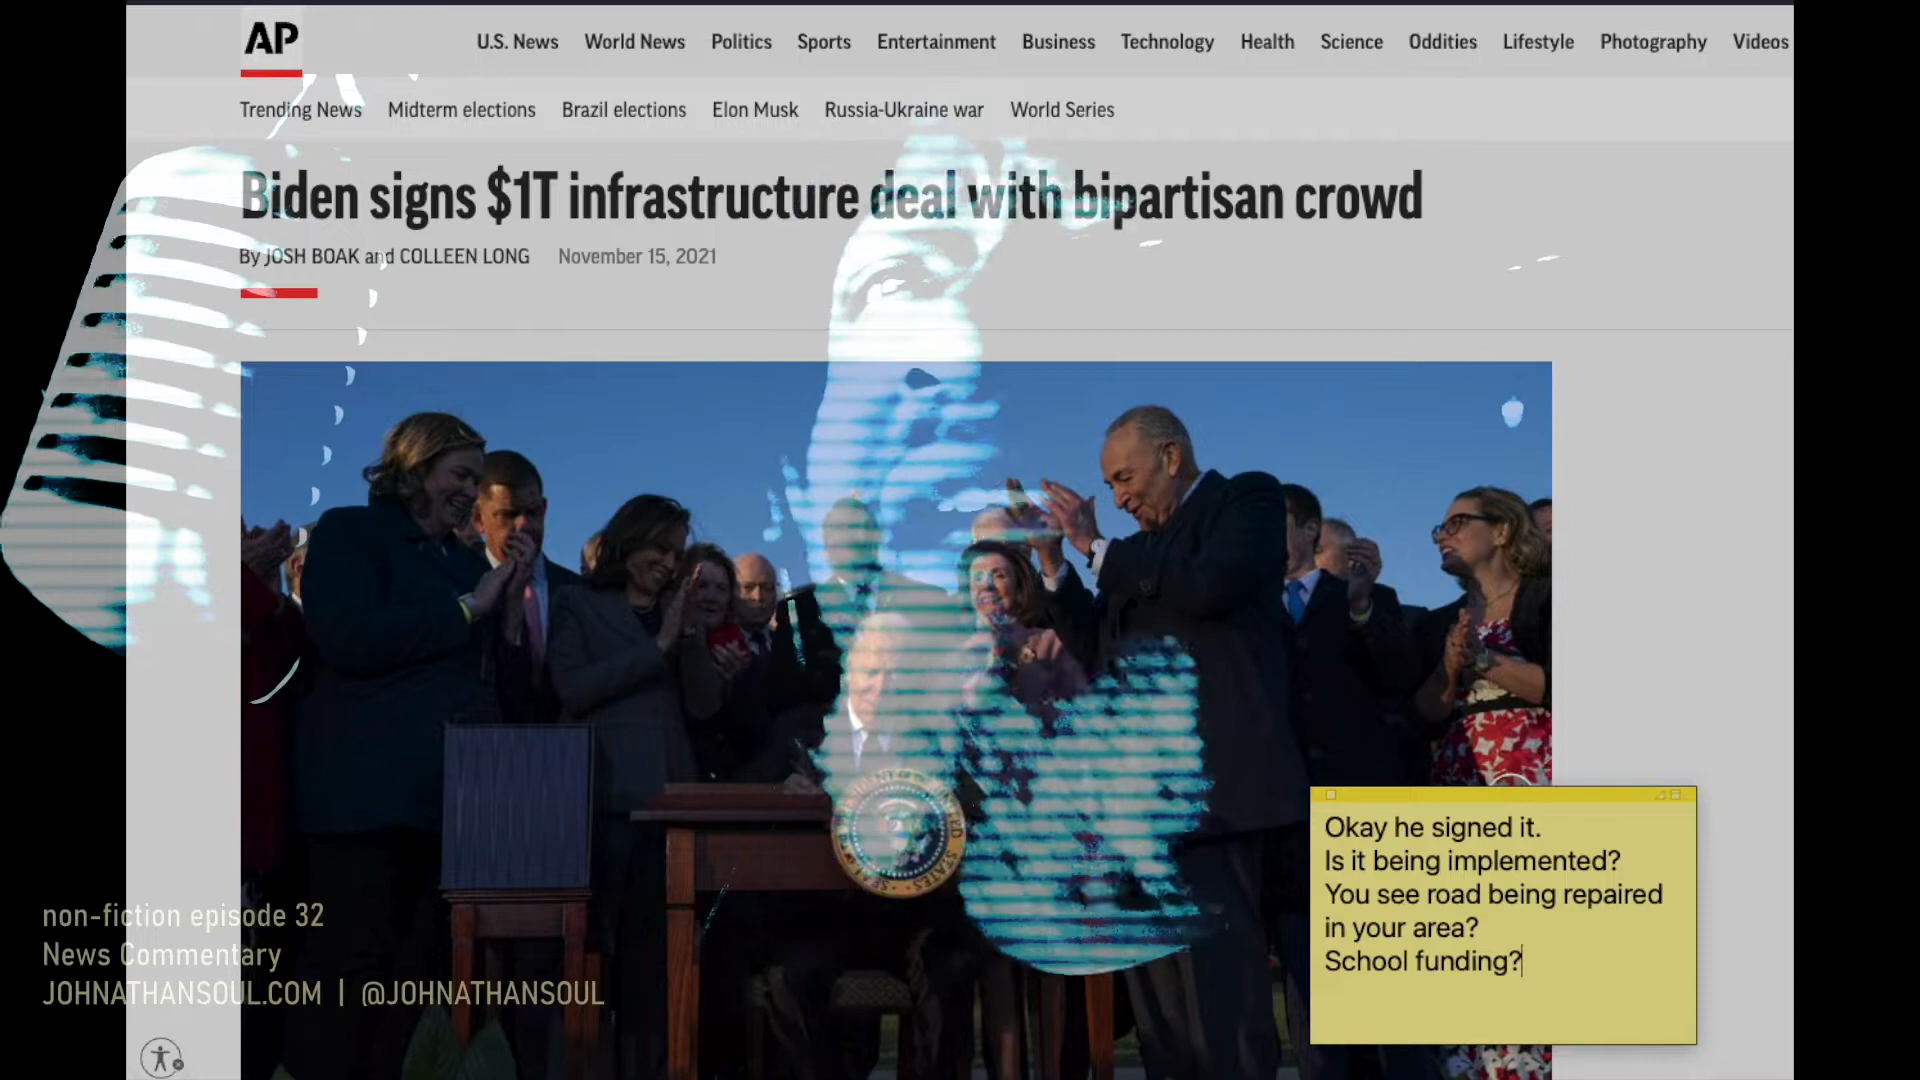 AP
U.S. News World News Politics Sports Entertainment Business Technology Health Science Oddities Lifestyle Photography Videos
Trending News Midterm elections Brazil elections Elon Musk Russia-Ukraine war World Series
Biden signs $1T infrastructure deal with bipartisan crowd
By JOSH BOAK and COLLEEN LONG November 15, 2021
Okay he signed it.
Is it being implemented?
You see road being repaired
in your area?
School funding?
non-fiction episode 32
News Commentary
JOHNATHANSOUL.COM | @JOHNATHANSOUL